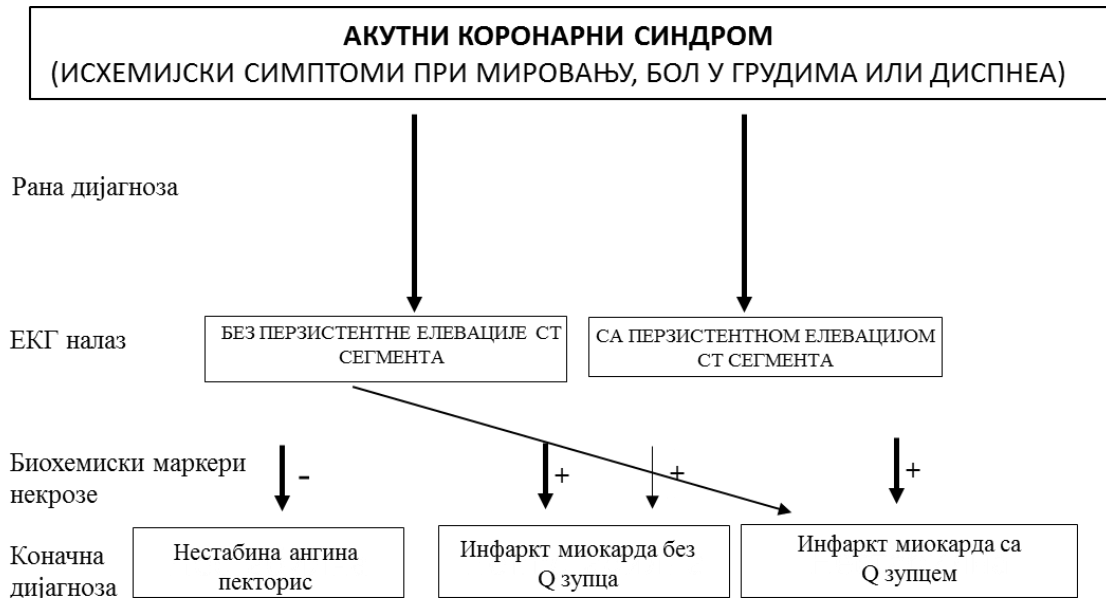 АКУТНИ КОРОНАРНИ СИНДРОМ
(ИСХЕМИЈСКИ СИМПТОМИ ПРИ МИРОВАЊУ, БОЛ У ГРУДИМА ИЛИ ДИСПНЕА)
Рана дијагноза
ЕКГ налаз
БЕЗ ПЕРЗИСТЕНТНЕ ЕЛЕВАЦИЈЕ СТ
СЕГМЕНТА
СА ПЕРЗИСТЕНТНОМ ЕЛЕВАЦИЈОМ
СТ СЕГМЕНТА
Биохемиски маркери
некрозе
-
+
+
+
Коначна
дијагноза
Нестабина ангина
пекторис
Инфаркт миокарда без
Q зупца
Инфаркт миокарда са
Q зупцем